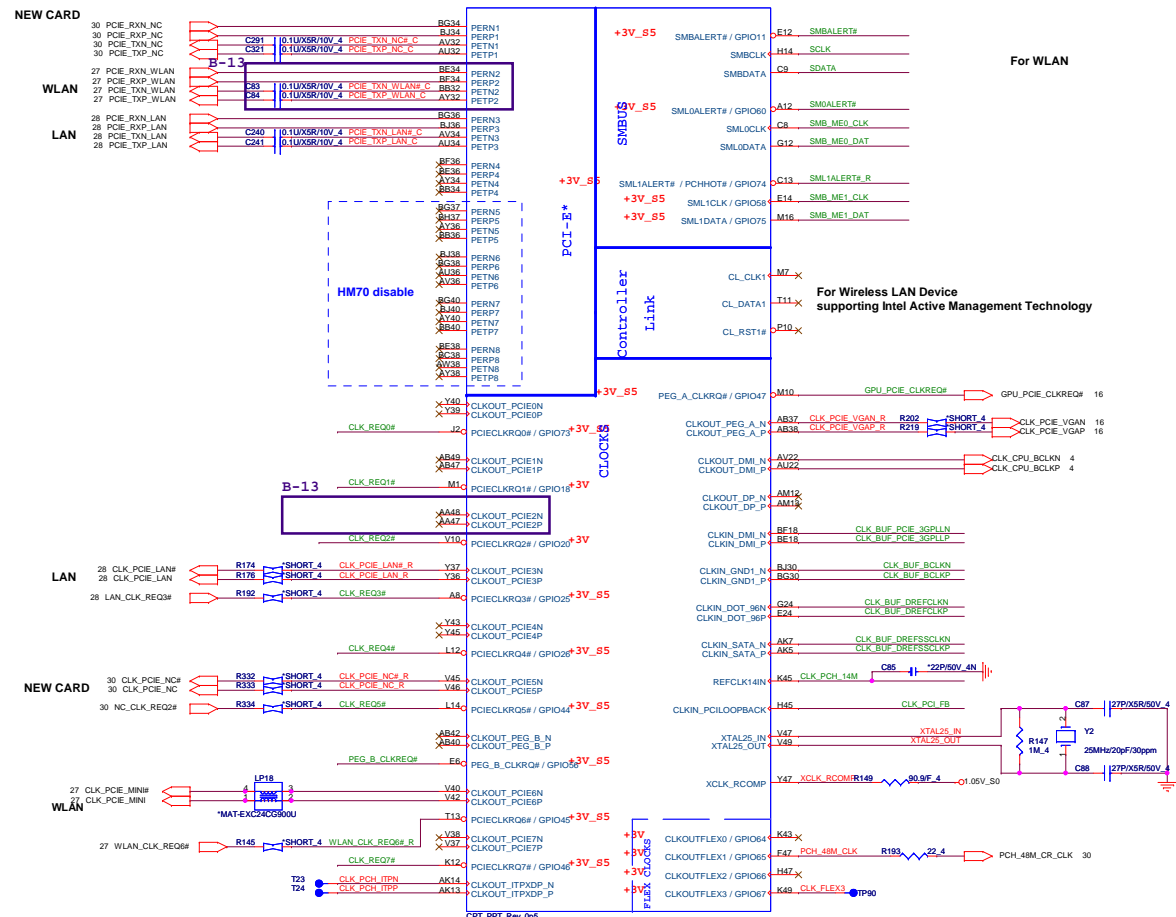 NEW CARD
30 PCIE_RXN_NC BG34 PERN1
30 PCIE_RXP_NC BJ34 PERP1
30 PCIE_TXN_NC C291 0.1U/X5R/10V_4 PCIE_TXN_NC#_C AV32 PETN1
30 PCIE_TXP_NC C321 0.1U/X5R/10V_4 PCIE_TXP_NC_C AU32 PETP1
B-13
WLAN
27 PCIE_RXN_WLAN BE34 PERN2
27 PCIE_RXP_WLAN BF34 PERP2
27 PCIE_TXN_WLAN C83 0.1U/X5R/10V_4 PCIE_TXN_WLAN#_C BB32 PETN2
27 PCIE_TXP_WLAN C84 0.1U/X5R/10V_4 PCIE_TXP_WLAN_C AY32 PETP2
LAN
28 PCIE_RXN_LAN BG36 PERN3
28 PCIE_RXP_LAN BJ36 PERP3
28 PCIE_TXN_LAN C240 0.1U/X5R/10V_4 PCIE_TXN_LAN#_C AV34 PETN3
28 PCIE_TXP_LAN C241 0.1U/X5R/10V_4 PCIE_TXP_LAN_C AU34 PETP3
BF36 PERN4
BE36 PERP4
AY34 PETN4
BB34 PETP4
BG37 PERN5
BH37 PERP5
AY36 PETN5
BB36 PETP5
BJ38 PERN6
BG38 PERP6
AU36 PETN6
AV36 PETP6
HM70 disable
BG40 PERN7
BJ40 PERP7
AY40 PETN7
BB40 PETP7
BE38 PERN8
BC38 PERP8
AW38 PETN8
AY38 PETP8
PCI-E*
Y40 CLKOUT_PCIE0N
Y39 CLKOUT_PCIE0P
CLK_REQ0# J2 PCIECLKRQ0# / GPIO73 +3V_S5
AB49 CLKOUT_PCIE1N
AB47 CLKOUT_PCIE1P
CLK_REQ1# M1 PCIECLKRQ1# / GPIO18 +3V
B-13
AA48 CLKOUT_PCIE2N
AA47 CLKOUT_PCIE2P
CLK_REQ2# V10 PCIECLKRQ2# / GPIO20 +3V
LAN
28 CLK_PCIE_LAN# R174 *SHORT_4 CLK_PCIE_LAN#_R Y37 CLKOUT_PCIE3N
28 CLK_PCIE_LAN R176 *SHORT_4 CLK_PCIE_LAN_R Y36 CLKOUT_PCIE3P
28 LAN_CLK_REQ3# R192 *SHORT_4 CLK_REQ3# A8 PCIECLKRQ3# / GPIO25 +3V_S5
Y43 CLKOUT_PCIE4N
Y45 CLKOUT_PCIE4P
CLK_REQ4# L12 PCIECLKRQ4# / GPIO26 +3V_S5
NEW CARD
30 CLK_PCIE_NC# R332 *SHORT_4 CLK_PCIE_NC#_R V45 CLKOUT_PCIE5N
30 CLK_PCIE_NC R333 *SHORT_4 CLK_PCIE_NC_R V46 CLKOUT_PCIE5P
30 NC_CLK_REQ2# R334 *SHORT_4 CLK_REQ5# L14 PCIECLKRQ5# / GPIO44 +3V_S5
AB42 CLKOUT_PEG_B_N
AB40 CLKOUT_PEG_B_P
PEG_B_CLKREQ# E6 PEG_B_CLKRQ# / GPIO56 +3V_S5
LP18
27 CLK_PCIE_MINI# 4 3 V40 CLKOUT_PCIE6N
27 CLK_PCIE_MINI 1 2 V42 CLKOUT_PCIE6P
WLAN
*MAT-EXC24CG900U
T13 PCIECLKRQ6# / GPIO45 +3V_S5
27 WLAN_CLK_REQ6# R145 *SHORT_4 WLAN_CLK_REQ6#_R
V38 CLKOUT_PCIE7N
V37 CLKOUT_PCIE7P
CLK_REQ7# K12 PCIECLKRQ7# / GPIO46 +3V_S5
T23 CLK_PCH_ITPN AK14 CLKOUT_ITPXDP_N
T24 CLK_PCH_ITPP AK13 CLKOUT_ITPXDP_P
CPT_PPT_Rev_0p5
SMBUS
+3V_S5 SMBALERT# / GPIO11 E12 SMBALERT#
SMBCLK H14 SCLK
SMBDATA C9 SDATA
For WLAN
+3V_S5 SML0ALERT# / GPIO60 A12 SM0ALERT#
SML0CLK C8 SMB_ME0_CLK
SML0DATA G12 SMB_ME0_DAT
+3V_S5 SML1ALERT# / PCHHOT# / GPIO74 C13 SML1ALERT#_R
+3V_S5 SML1CLK / GPIO58 E14 SMB_ME1_CLK
+3V_S5 SML1DATA / GPIO75 M16 SMB_ME1_DAT
Controller
Link
CL_CLK1 M7
CL_DATA1 T11
CL_RST1# P10
For Wireless LAN Device
supporting Intel Active Management Technology
CLOCKS
+3V_S5 PEG_A_CLKRQ# / GPIO47 M10 GPU_PCIE_CLKREQ# GPU_PCIE_CLKREQ# 16
CLKOUT_PEG_A_N AB37 CLK_PCIE_VGAN_R R202 *SHORT_4 CLK_PCIE_VGAN 16
CLKOUT_PEG_A_P AB38 CLK_PCIE_VGAP_R R219 *SHORT_4 CLK_PCIE_VGAP 16
CLKOUT_DMI_N AV22 CLK_CPU_BCLKN 4
CLKOUT_DMI_P AU22 CLK_CPU_BCLKP 4
CLKOUT_DP_N AM12
CLKOUT_DP_P AM13
CLKIN_DMI_N BF18 CLK_BUF_PCIE_3GPLLN
CLKIN_DMI_P BE18 CLK_BUF_PCIE_3GPLLP
CLKIN_GND1_N BJ30 CLK_BUF_BCLKN
CLKIN_GND1_P BG30 CLK_BUF_BCLKP
CLKIN_DOT_96N G24 CLK_BUF_DREFCLKN
CLKIN_DOT_96P E24 CLK_BUF_DREFCLKP
CLKIN_SATA_N AK7 CLK_BUF_DREFSSCLKN
CLKIN_SATA_P AK5 CLK_BUF_DREFSSCLKP
REFCLK14IN K45 CLK_PCH_14M C85 *22P/50V_4N
CLKIN_PCILOOPBACK H45 CLK_PCI_FB
XTAL25_IN V47 XTAL25_IN
XTAL25_OUT V49 XTAL25_OUT
C87 27P/X5R/50V_4
R147 1M_4
Y2 2 1
25MHz/20pF/30ppm
C88 27P/X5R/50V_4
XCLK_RCOMP Y47 XCLK_RCOMP R149 90.9/F_4 1.05V_S0
FLEX CLOCKS
+3V CLKOUTFLEX0 / GPIO64 K43
+3V CLKOUTFLEX1 / GPIO65 F47 PCH_48M_CLK R193 22_4 PCH_48M_CR_CLK 30
+3V CLKOUTFLEX2 / GPIO66 H47
+3V CLKOUTFLEX3 / GPIO67 K49 CLK_FLEX3 TP90